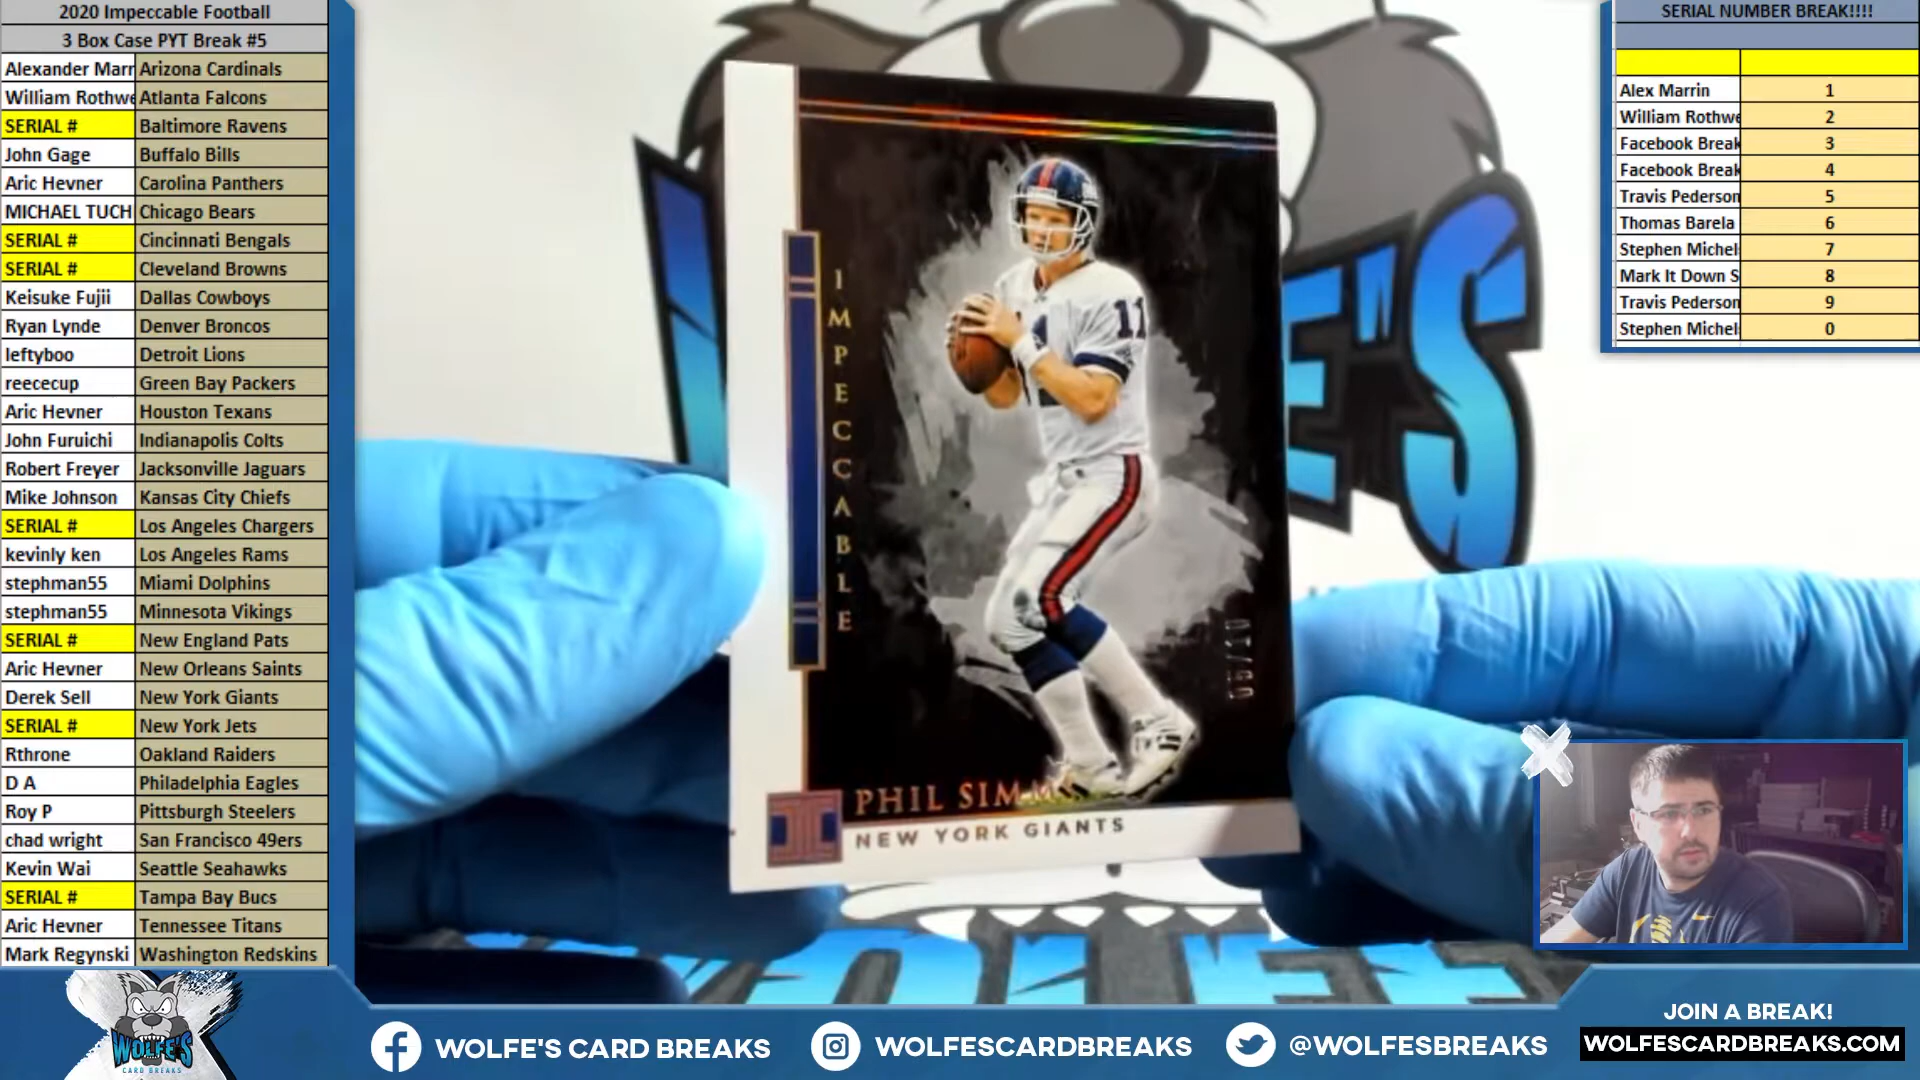 2020 Impeccable Football
3 Box Case PYT Break #5
Alexander Marr Arizona Cardinals
William Rothwe Atlanta Falcons
SERIAL # Baltimore Ravens
John Gage Buffalo Bills
Aric Hevner Carolina Panthers
MICHAEL TUCH Chicago Bears
SERIAL # Cincinnati Bengals
SERIAL # Cleveland Browns
Keisuke Fujii Dallas Cowboys
Ryan Lynde Denver Broncos
leftyboo Detroit Lions
reececup Green Bay Packers
Aric Hevner Houston Texans
John Furuichi Indianapolis Colts
Robert Freyer Jacksonville Jaguars
Mike Johnson Kansas City Chiefs
SERIAL # Los Angeles Chargers
kevinly ken Los Angeles Rams
stephman55 Miami Dolphins
stephman55 Minnesota Vikings
SERIAL # New England Pats
Aric Hevner New Orleans Saints
Derek Sell New York Giants
SERIAL # New York Jets
Rthrone Oakland Raiders
D A Philadelphia Eagles
Roy P Pittsburgh Steelers
chad wright San Francisco 49ers
Kevin Wai Seattle Seahawks
SERIAL # Tampa Bay Bucs
Aric Hevner Tennessee Titans
Mark Regynski Washington Redskins
SERIAL NUMBER BREAK!!!!
Alex Marrin 1
William Rothwe 2
Facebook Break 3
Facebook Break 4
Travis Pederson 5
Thomas Barela 6
Stephen Michel 7
Mark It Down S 8
Travis Pederson 9
Stephen Michel 0
IMPECCABLE
11
PHIL SIMMS
NEW YORK GIANTS
WOLFE'S
CARD BREAKS
WOLFE'S CARD BREAKS
WOLFESCARDBREAKS
@WOLFESBREAKS
JOIN A BREAK!
WOLFESCARDBREAKS.COM